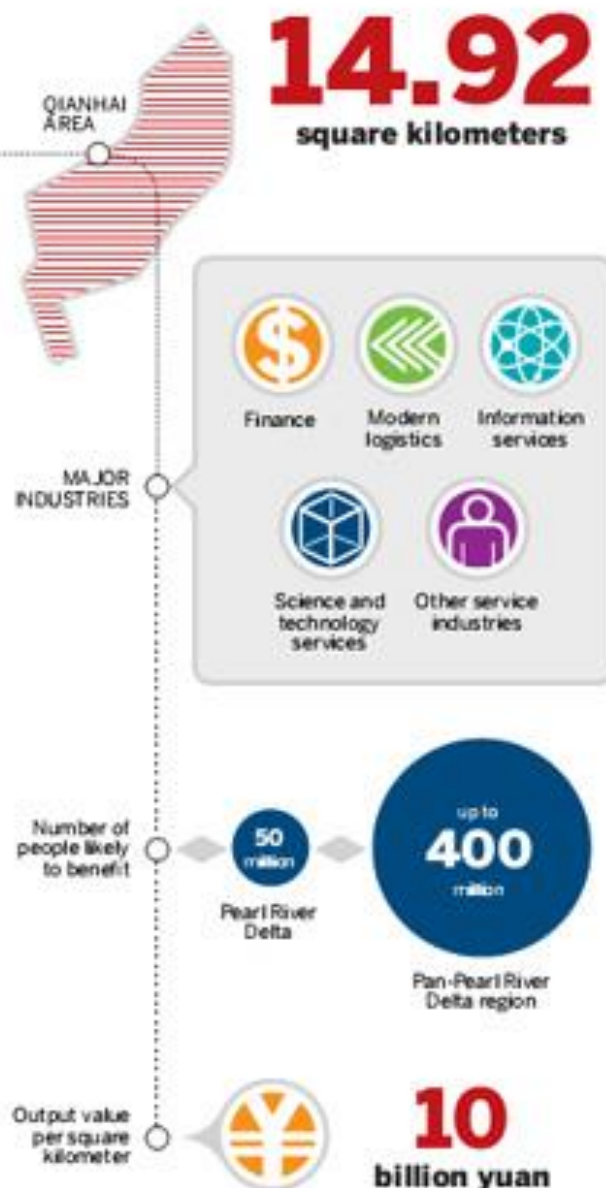 14.92
square kilometers
QIANHAI
AREA
MAJOR
INDUSTRIES
Finance
Modern
logistics
Information
services
Science and
technology
services
Other service
industries
Number of
people likely
to benefit
50
million
Pearl River
Delta
up to
400
million
Pan-Pearl River
Delta region
Output value
per square
kilometer
10
billion yuan